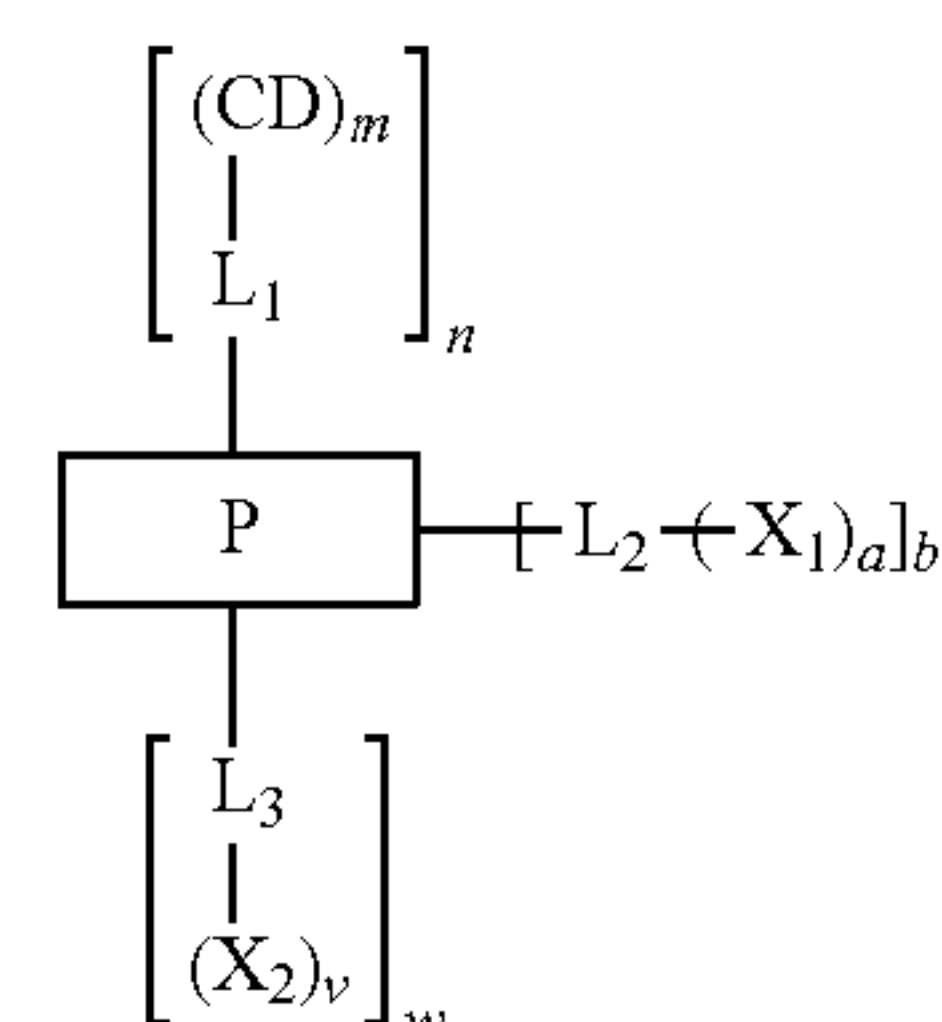 [(CD)ₘ
L₁]ₙ
P [L₂ (X₁)ₐ]b
[L₃
(X₂)ᵥ]